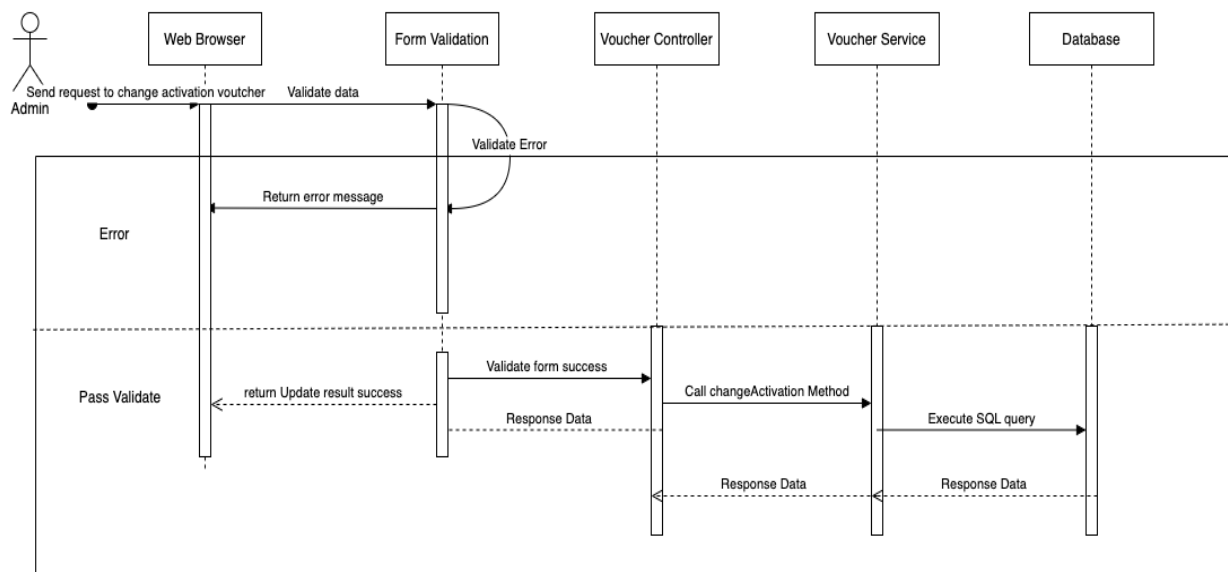 Web Browser
Form Validation
Voucher Controller
Voucher Service
Database
Send request to change activation voutcher
Validate data
Admin
Validate Error
Return error message
Error
Validate form success
Pass Validate
return Update result success
Call changeActivation Method
Response Data
Execute SQL query
Response Data
Response Data